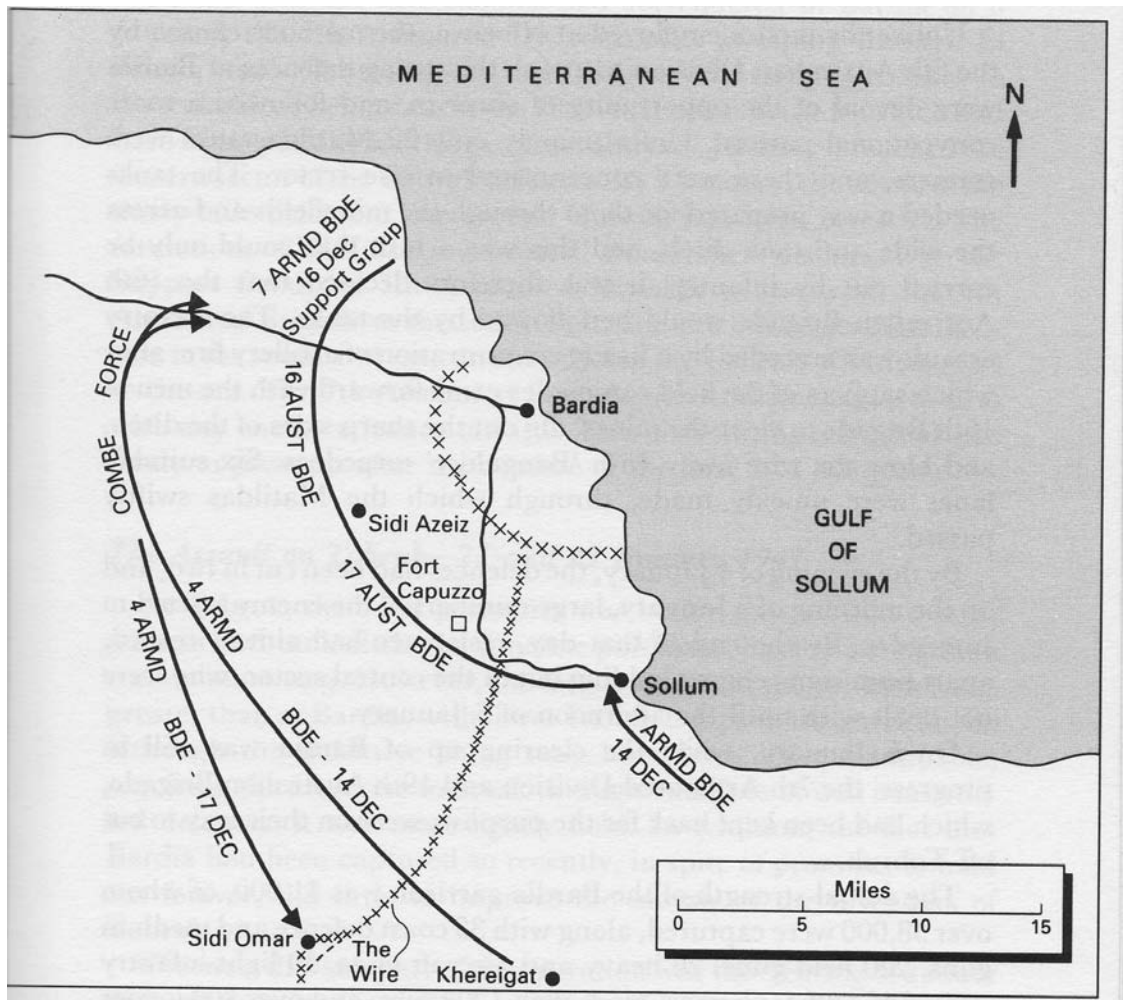 MEDITERRANEAN SEA
N
7 ARMD BDE
16 Dec
Support Group
COMBE FORCE
16 AUST BDE
Bardia
Sidi Azeiz
GULF
OF
SOLLUM
Fort
Capuzzo
17 AUST BDE
Sollum
4 ARMD BDE - 14 DEC
4 ARMD BDE - 17 DEC
7 ARMD BDE
14 DEC
Miles
0 5 10 15
Sidi Omar
The
Wire
Khereigat